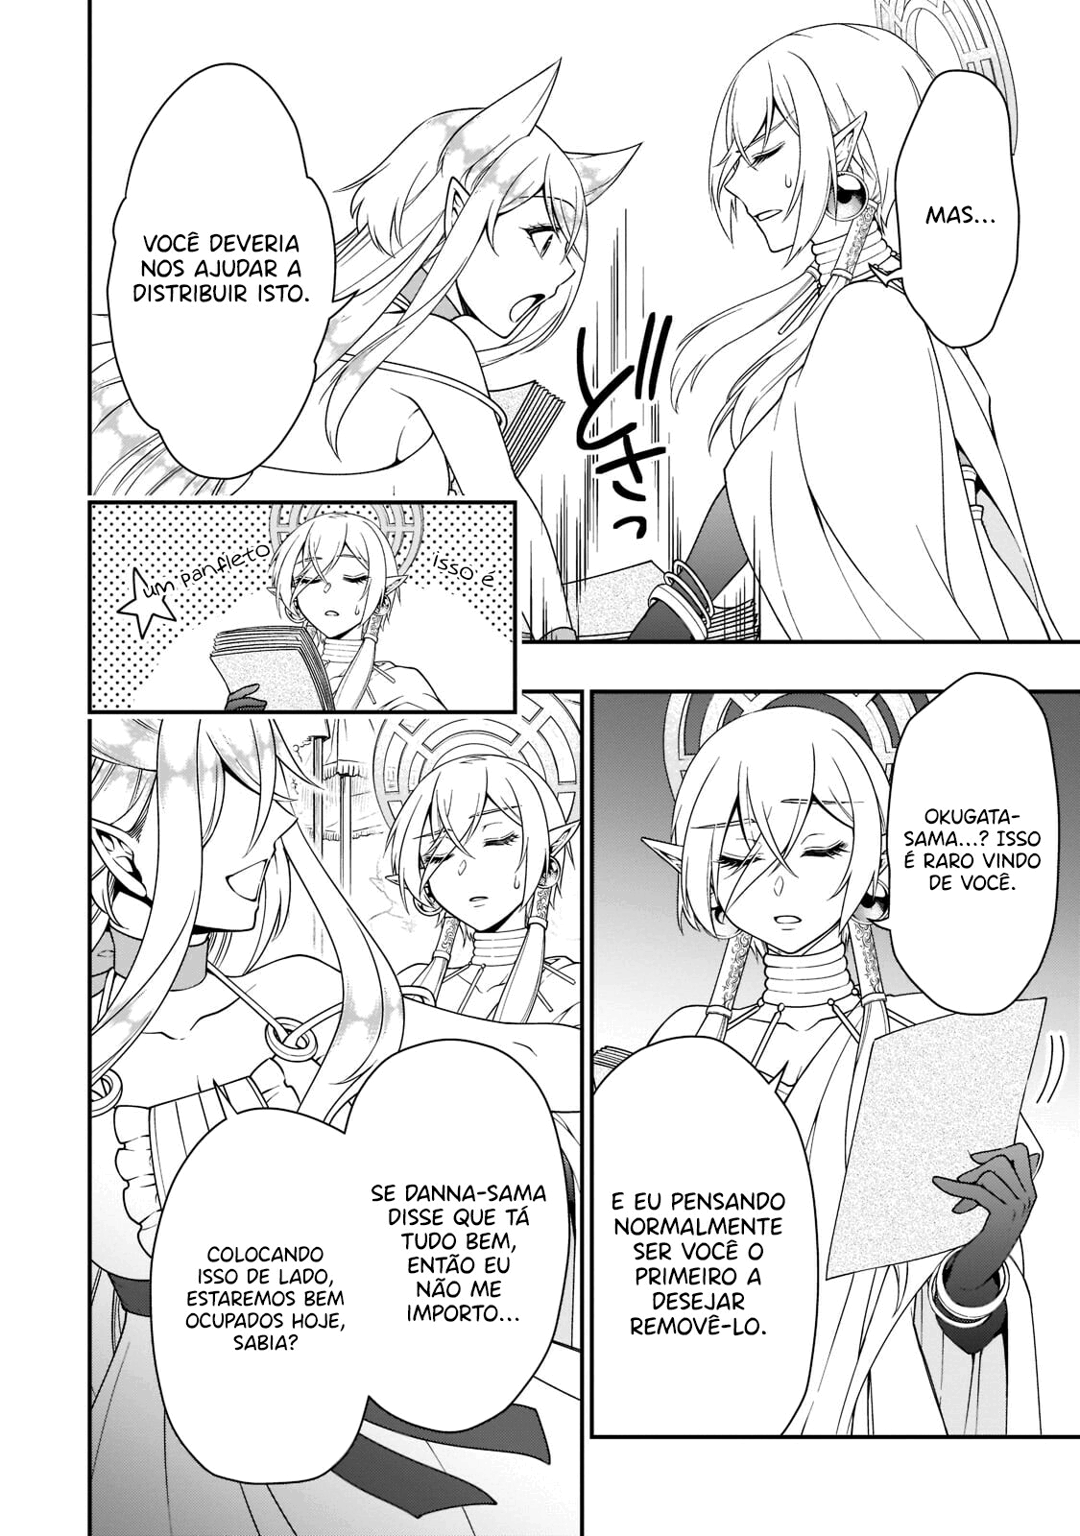 MAS...
VOCÊ DEVERIA
NOS AJUDAR A
DISTRIBUIR ISTO.
どさっ
isso é
um panfleto
OKUGATA-
SAMA...? ISSO
É RARO VINDO
DE VOCÊ.
E EU PENSANDO
NORMALMENTE
SER VOCÊ O
PRIMEIRO A
DESEJAR
REMOVÊ-LO.
SE DANNA-SAMA
DISSE QUE TÁ
TUDO BEM,
ENTÃO EU
NÃO ME
IMPORTO...
COLOCANDO
ISSO DE LADO,
ESTAREMOS BEM
OCUPADOS HOJE,
SABIA?